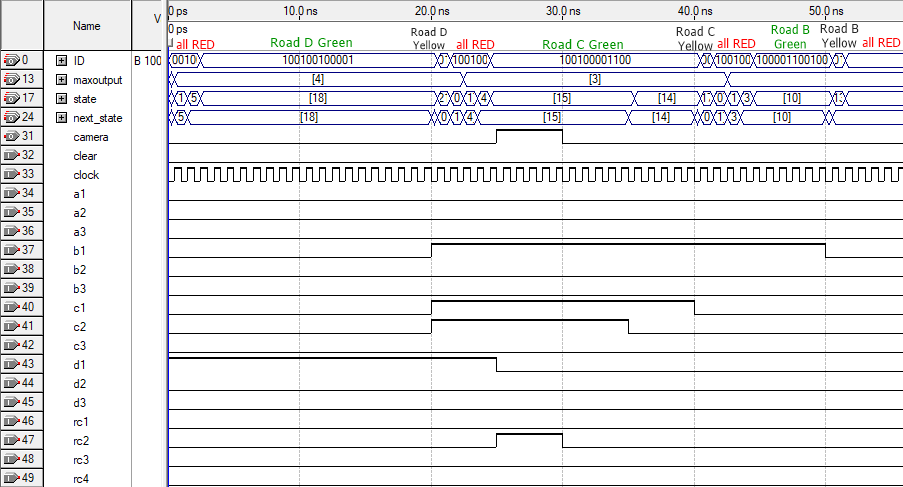 0 ps 10.0 ns 20.0 ns 30.0 ns 40.0 ns 50.0 ns
Name V 0 ps
all RED Road D Green Road D Yellow all RED Road C Green Road C Yellow all RED Road B Green Road B Yellow all RED
0 ID B 100 0010 100100100001 100100 100100001100 100100 100001100100
13 maxoutput [4] [3]
17 state 1 5 [18] 2 0 1 4 [15] [14] 0 1 3 [10]
24 next_state 5 [18] 0 1 4 [15] [14] 0 1 3 [10]
31 camera
32 clear
33 clock
34 a1
35 a2
36 a3
37 b1
38 b2
39 b3
40 c1
41 c2
42 c3
43 d1
44 d2
45 d3
46 rc1
47 rc2
48 rc3
49 rc4